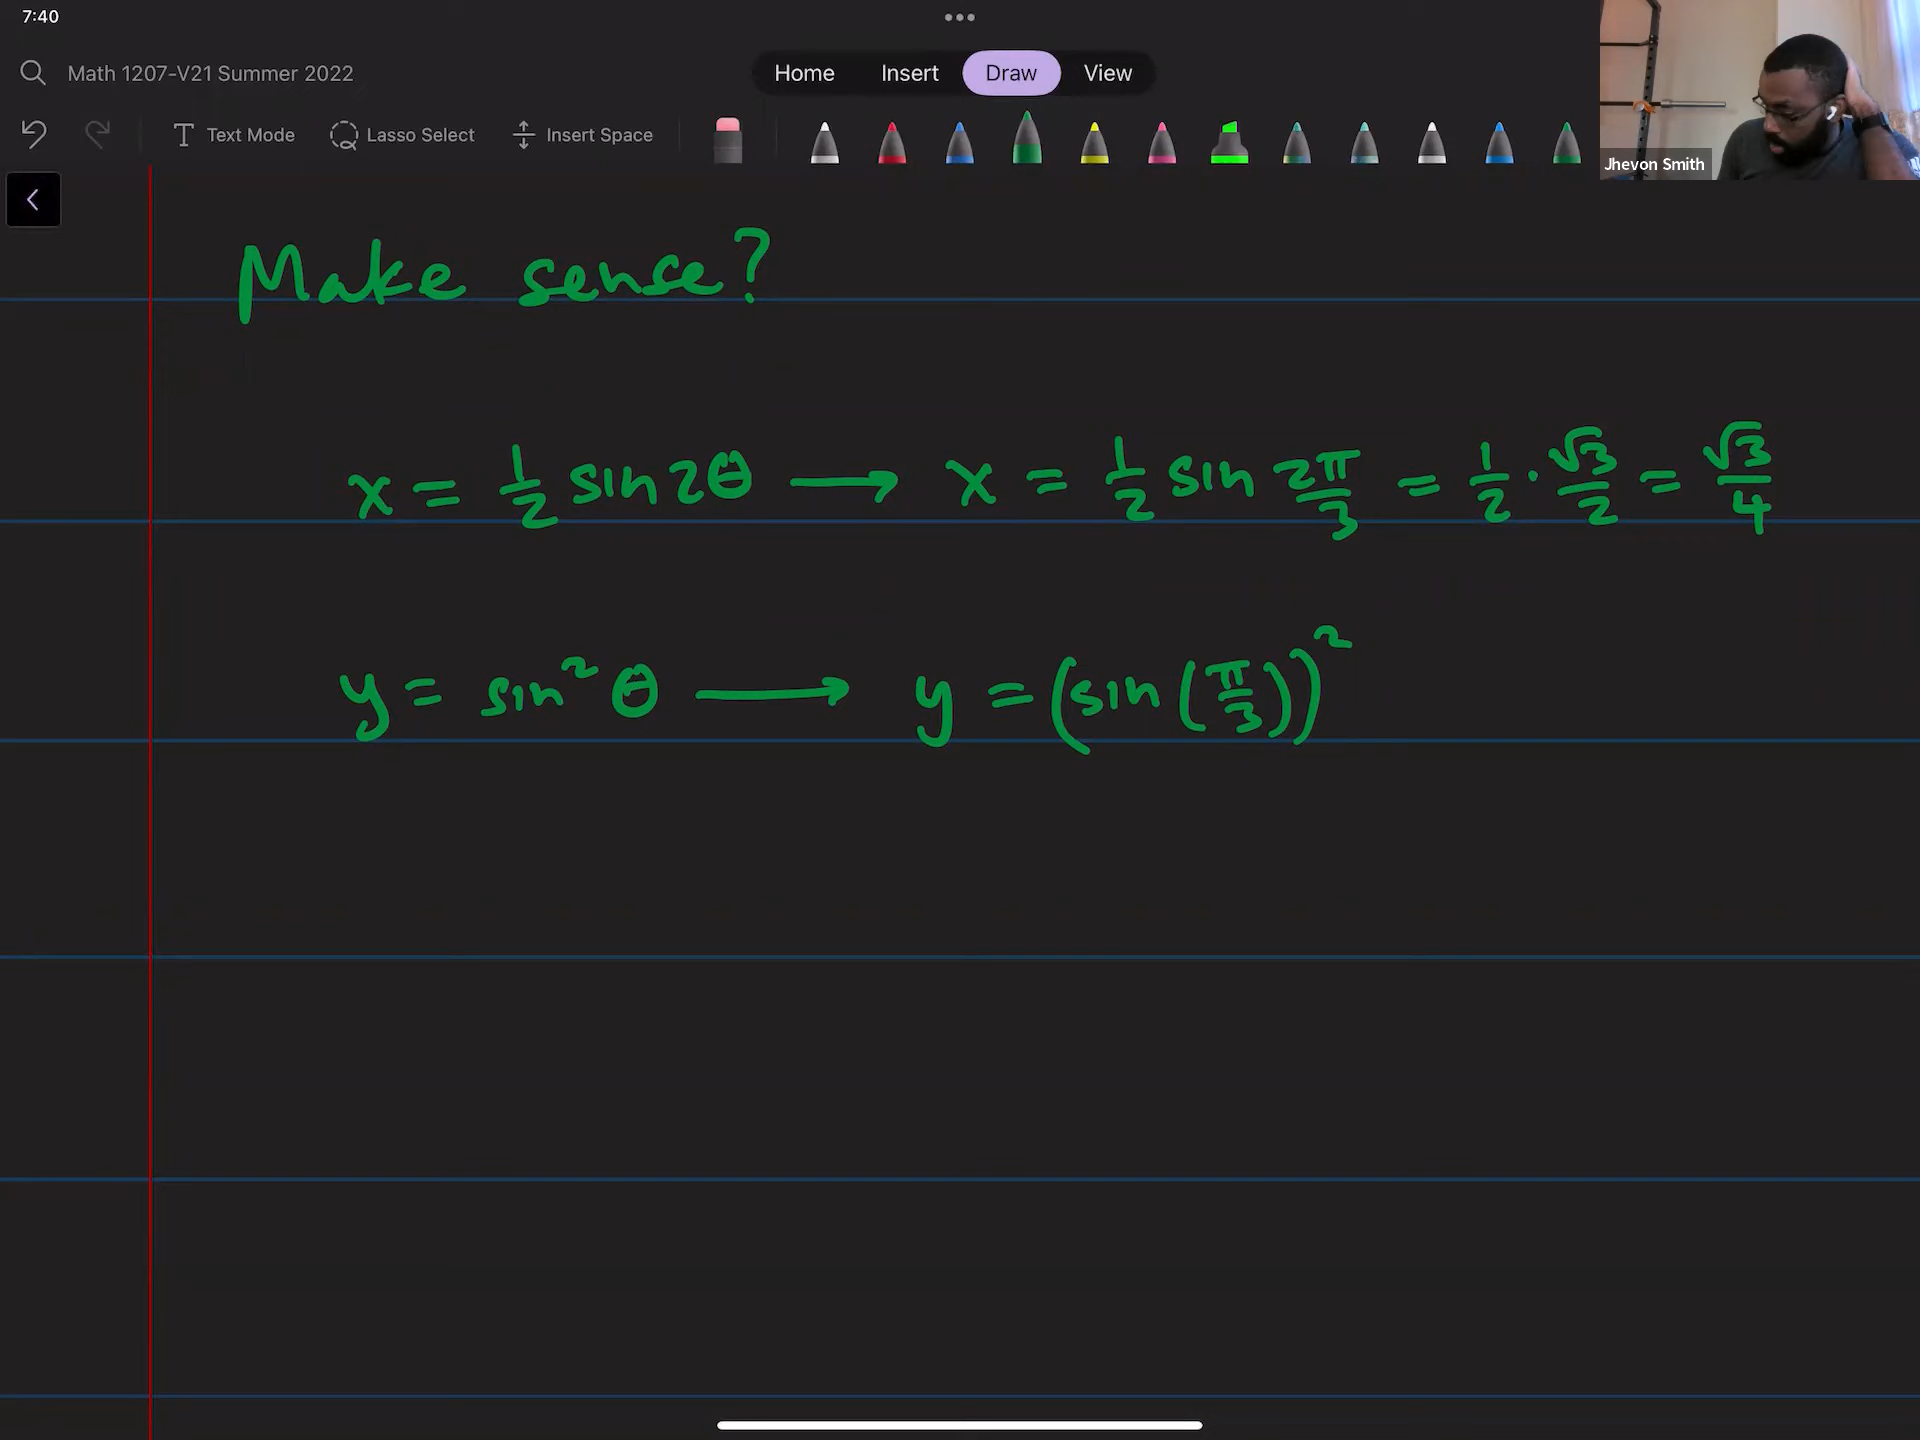 7:40
Math 1207-V21 Summer 2022
Home Insert Draw View
Text Mode Lasso Select Insert Space
Jhevon Smith
Make sense?
x = 1/2 sin 2θ → x = 1/2 sin 2π/3 = 1/2 · √3/2 = √3/4
y = sin² θ → y = (sin(π/3))²